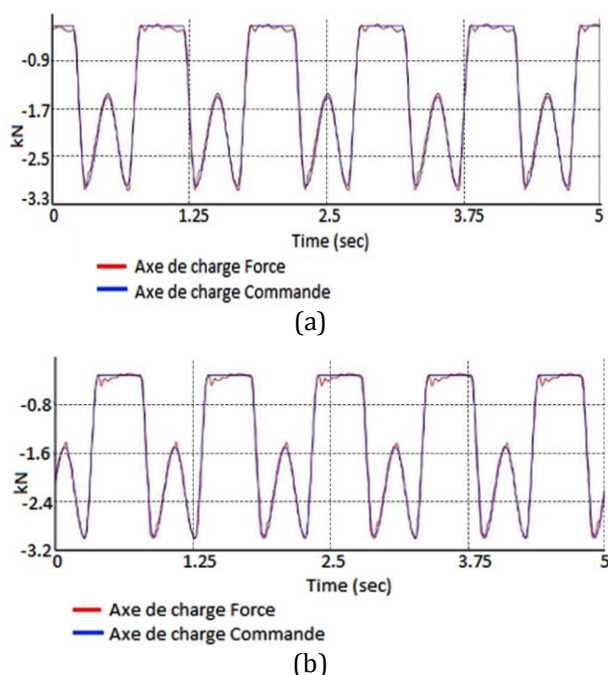 -0.9
-1.7
-2.5
-3.3
kN
0 1.25 2.5 3.75 5
Time (sec)
Axe de charge Force
Axe de charge Commande
(a)
-0.8
-1.6
-2.4
-3.2
kN
0 1.25 2.5 3.75 5
Time (sec)
Axe de charge Force
Axe de charge Commande
(b)